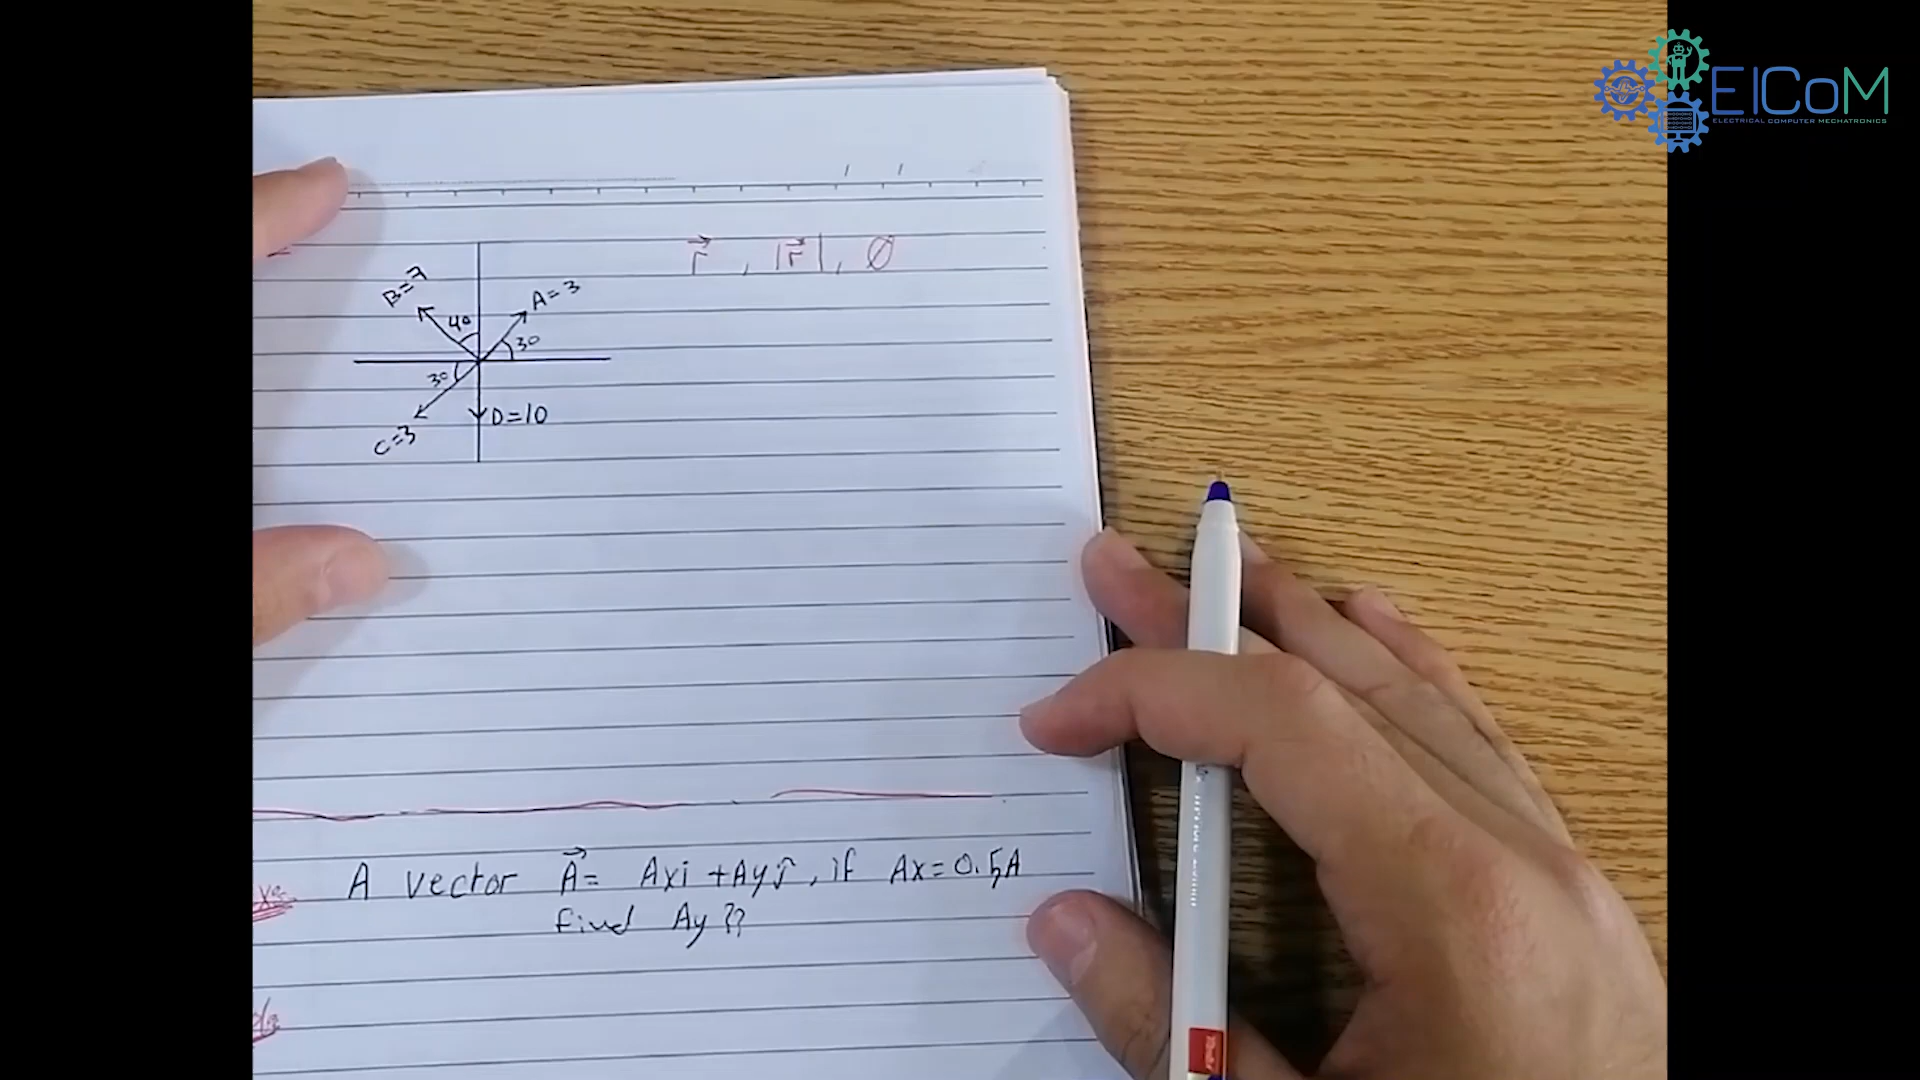 EICoM
ELECTRICAL COMPUTER MECHATRONICS
r⃗ , |r⃗|, Ø
B=7
A=3
40
30
30
D=10
C=3
A vector A⃗= Axi +Ayĵ, if Ax=0.5A
find Ay??